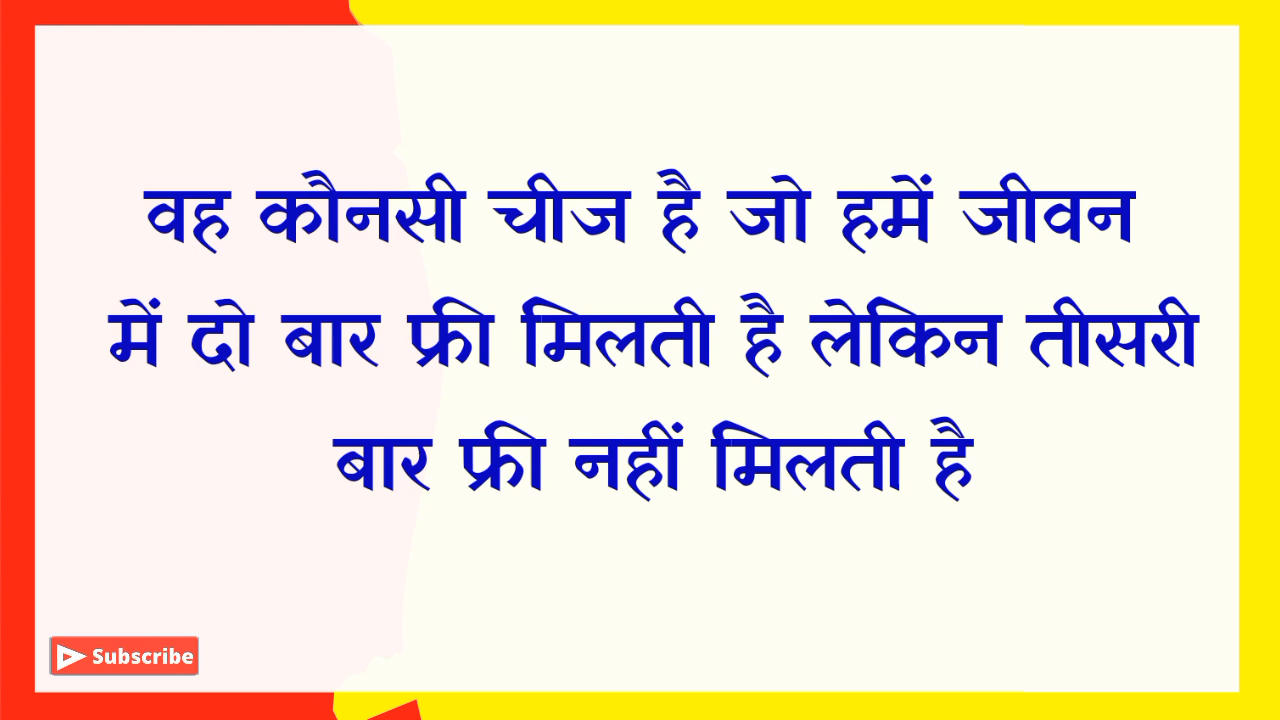 वह कौनसी चीज है जो हमें जीवन
में दो बार फ्री मिलती है लेकिन तीसरी
बार फ्री नहीं मिलती है
Subscribe